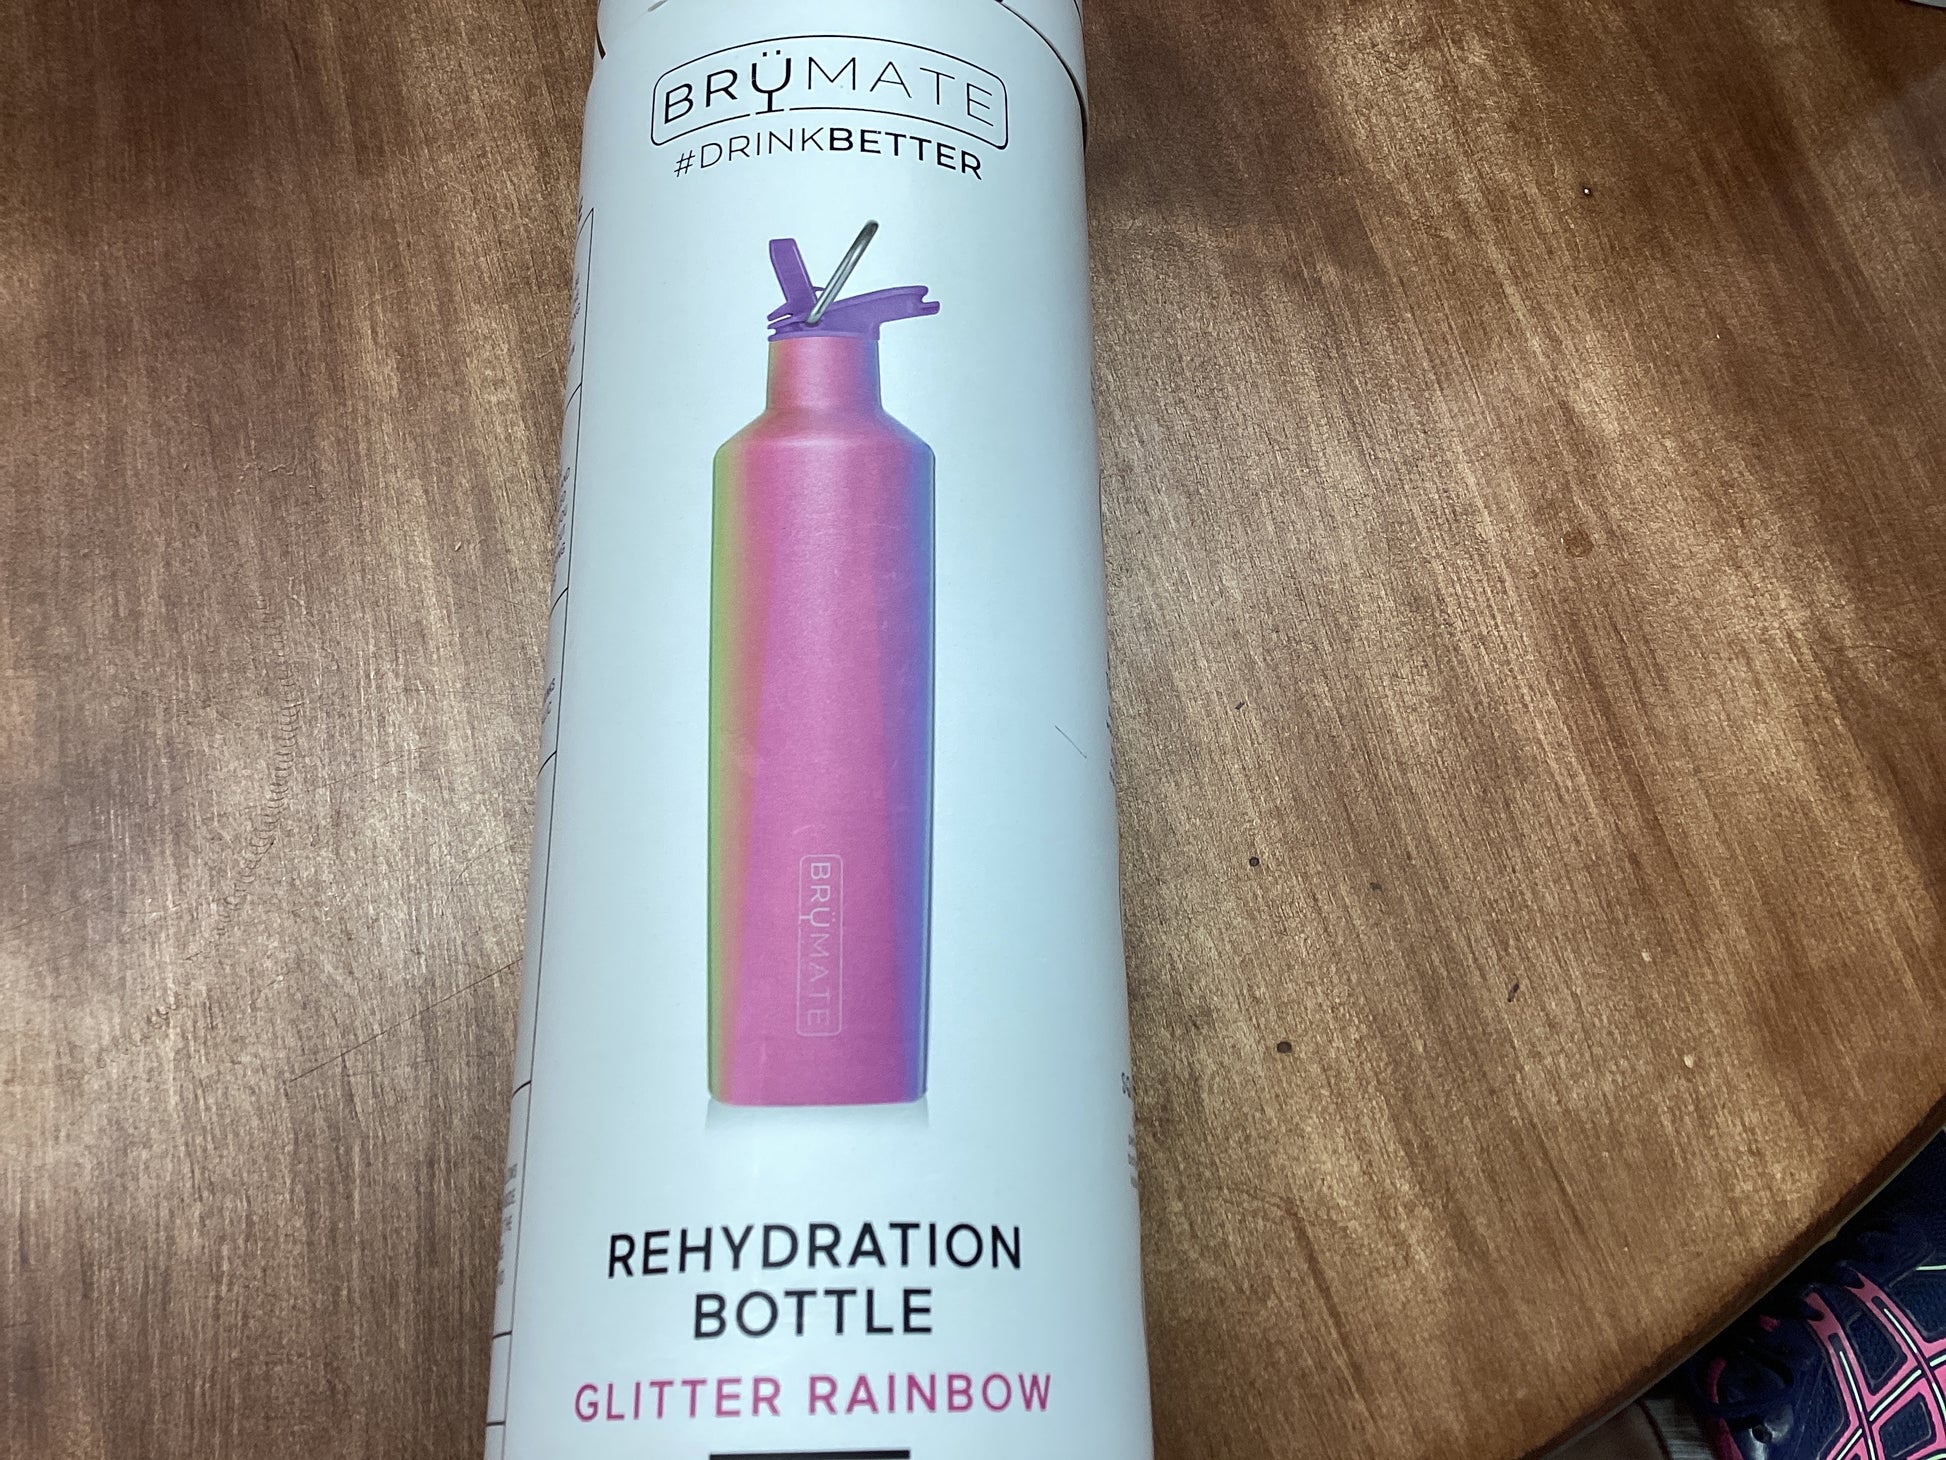 BRÜMATE
#DRINKBETTER
BRÜMATE
REHYDRATION
BOTTLE
GLITTER RAINBOW